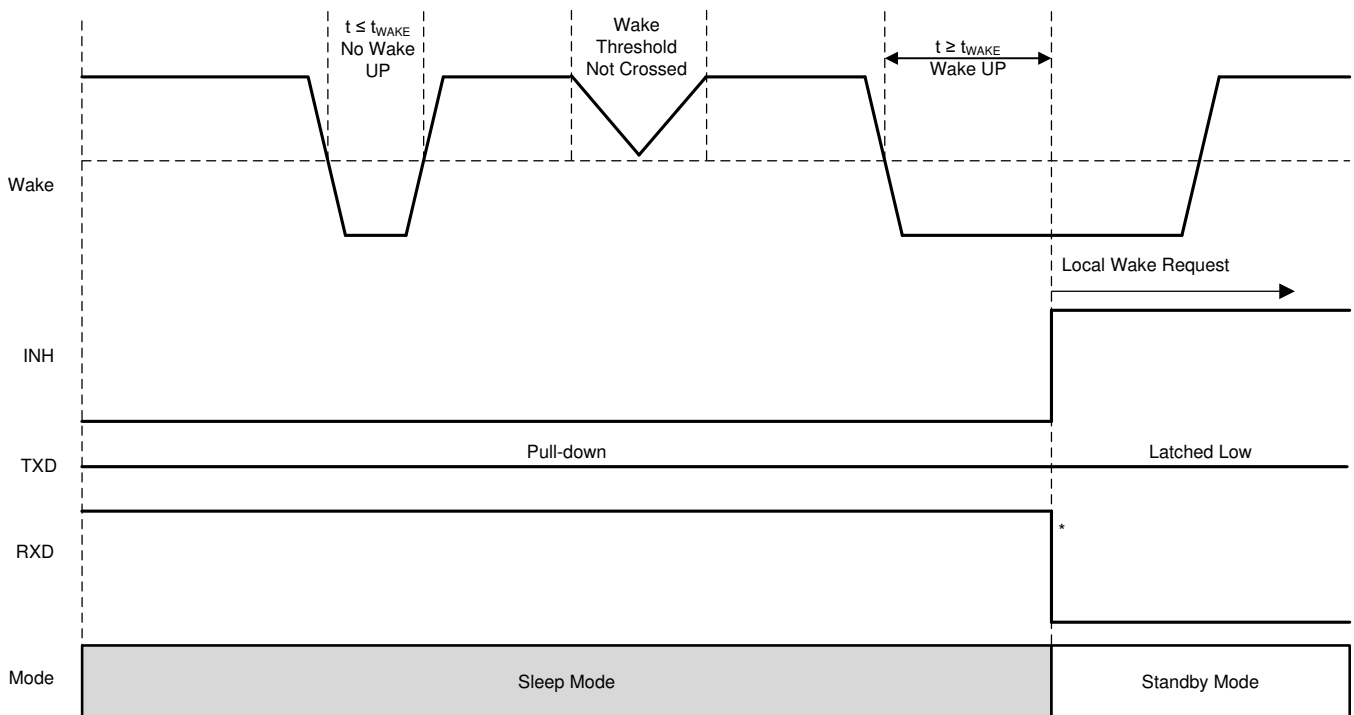 t ≤ tWAKE
No Wake
UP
Wake
Threshold
Not Crossed
t ≥ tWAKE
Wake UP
Wake
Local Wake Request
INH
Pull-down
Latched Low
TXD
*
RXD
Mode
Sleep Mode
Standby Mode